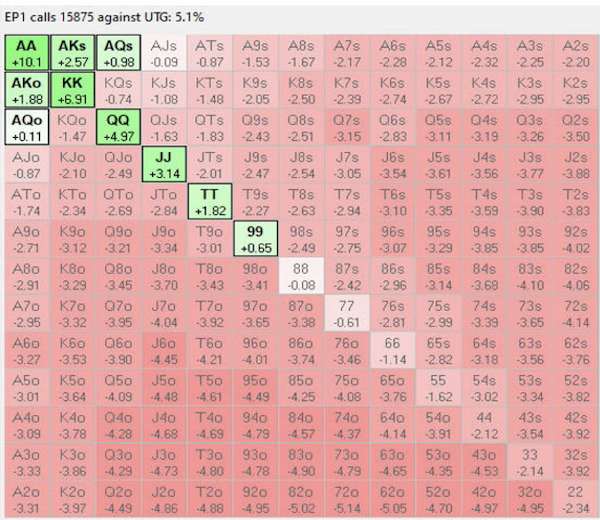 EP1 calls 15875 against UTG: 5.1%
AA AKs AQs AJs ATs A9s A8s A7s A6s A5s A4s A3s A2s
+10.1 +2.57 +0.98 -0.09 -0.87 -1.53 -1.67 -2.17 -2.28 -2.12 -2.32 -2.25 -2.20
AKo KK KQs KJs KTs K9s K8s K7s K6s K5s K4s K3s K2s
+1.88 +6.91 -0.74 -1.08 -1.48 -2.05 -2.50 -2.39 -2.74 -2.67 -2.72 -2.95 -2.95
AQo KQo QQ QJs QTs Q9s Q8s Q7s Q6s Q5s Q4s Q3s Q2s
+0.11 -1.47 +4.97 -1.63 -1.83 -2.43 -2.51 -3.15 -2.83 -3.11 -3.19 -3.26 -3.50
AJo KJo QJo JJ JTs J9s J8s J7s J6s J5s J4s J3s J2s
-0.87 -2.10 -2.49 +3.14 -2.01 -2.47 -2.54 -3.05 -3.54 -3.61 -3.56 -3.77 -3.88
ATo KTo QTo JTo TT T9s T8s T7s T6s T5s T4s T3s T2s
-1.74 -2.34 -2.69 -2.84 +1.82 -2.27 -2.63 -2.94 -3.10 -3.35 -3.59 -3.90 -3.83
A9o K9o Q9o J9o T9o 99 98s 97s 96s 95s 94s 93s 92s
-2.71 -3.12 -3.21 -3.34 -3.01 +0.65 -2.49 -2.75 -3.07 -3.29 -3.85 -3.85 -4.02
A8o K8o Q8o J8o T8o 98o 88 87s 86s 85s 84s 83s 82s
-2.91 -3.29 -3.45 -3.70 -3.43 -3.41 -0.08 -2.42 -2.96 -3.14 -3.68 -4.10 -4.06
A7o K7o Q7o J7o T7o 97o 87o 77 76s 75s 74s 73s 72s
-2.95 -3.32 -3.95 -4.04 -3.92 -3.65 -3.38 -0.61 -2.81 -2.99 -3.39 -3.65 -4.14
A6o K6o Q6o J6o T6o 96o 86o 76o 66 65s 64s 63s 62s
-3.27 -3.53 -3.90 -4.45 -4.21 -4.01 -3.74 -3.46 -1.14 -2.82 -3.18 -3.56 -3.76
A5o K5o Q5o J5o T5o 95o 85o 75o 65o 55 54s 53s 52s
-3.01 -3.64 -4.09 -4.48 -4.61 -4.49 -4.25 -4.08 -3.76 -1.62 -3.02 -3.34 -3.82
A4o K4o Q4o J4o T4o 94o 84o 74o 64o 54o 44 43s 42s
-3.09 -3.78 -4.28 -4.68 -4.69 -4.79 -4.57 -4.37 -4.14 -3.91 -2.12 -3.54 -3.92
A3o K3o Q3o J3o T3o 93o 83o 73o 63o 53o 43o 33 32s
-3.33 -3.86 -4.29 -4.73 -4.80 -4.78 -4.90 -4.79 -4.65 -4.35 -4.53 -2.14 -3.92
A2o K2o Q2o J2o T2o 92o 82o 72o 62o 52o 42o 32o 22
-3.31 -3.97 -4.49 -4.86 -4.88 -4.95 -5.02 -5.14 -5.05 -4.70 -4.97 -4.95 -2.34